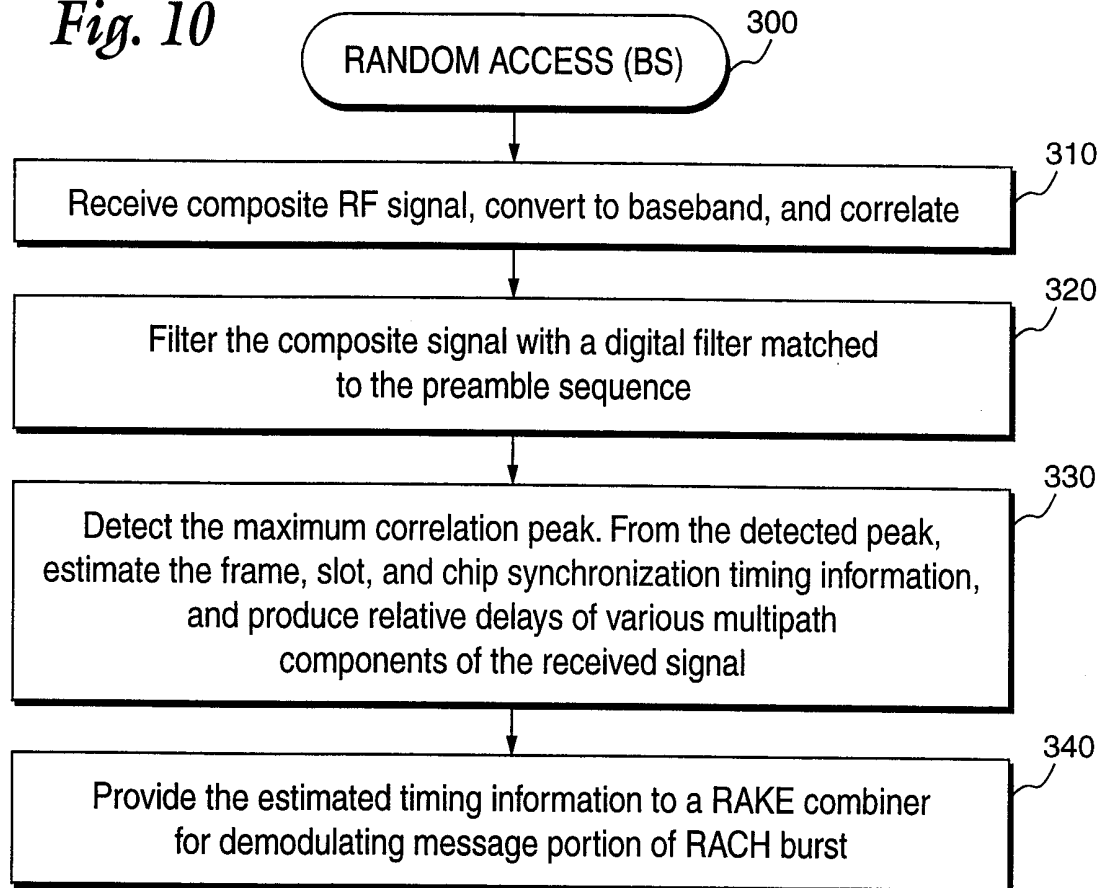 Fig. 10
300
RANDOM ACCESS (BS)
310
Receive composite RF signal, convert to baseband, and correlate
320
Filter the composite signal with a digital filter matched
to the preamble sequence
330
Detect the maximum correlation peak. From the detected peak,
estimate the frame, slot, and chip synchronization timing information,
and produce relative delays of various multipath
components of the received signal
340
Provide the estimated timing information to a RAKE combiner
for demodulating message portion of RACH burst